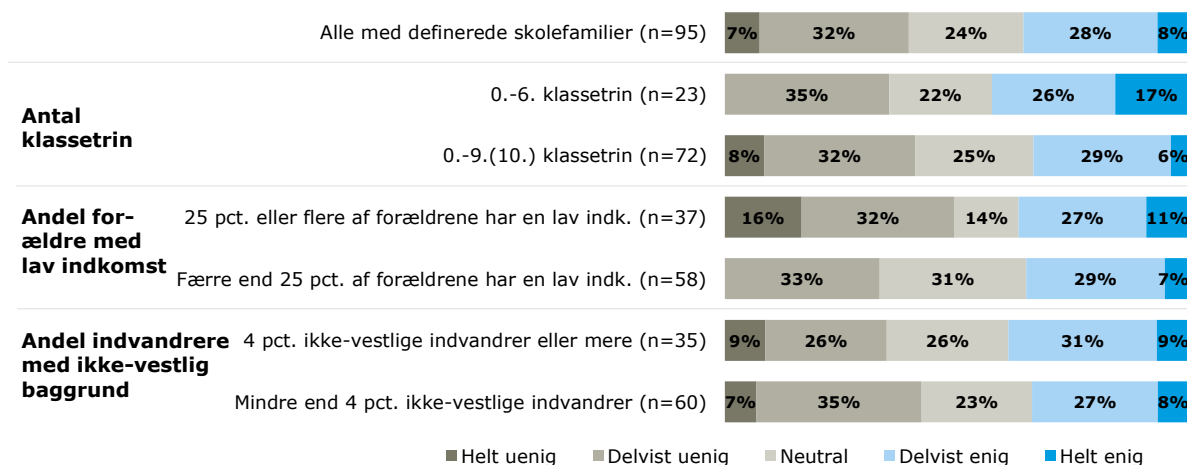 Alle med definerede skolefamilier (n=95) 7% 32% 24% 28% 8%
Antal
klassetrin
0.-6. klassetrin (n=23) 35% 22% 26% 17%
0.-9.(10.) klassetrin (n=72) 8% 32% 25% 29% 6%
Andel for-
ældre med
lav indkomst
25 pct. eller flere af forældrene har en lav indk. (n=37) 16% 32% 14% 27% 11%
Færre end 25 pct. af forældrene har en lav indk. (n=58) 33% 31% 29% 7%
Andel indvandrere
med ikke-vestlig
baggrund
4 pct. ikke-vestlige indvandrer eller mere (n=35) 9% 26% 26% 31% 9%
Mindre end 4 pct. ikke-vestlige indvandrer (n=60) 7% 35% 23% 27% 8%
Helt uenig Delvist uenig Neutral Delvist enig Helt enig